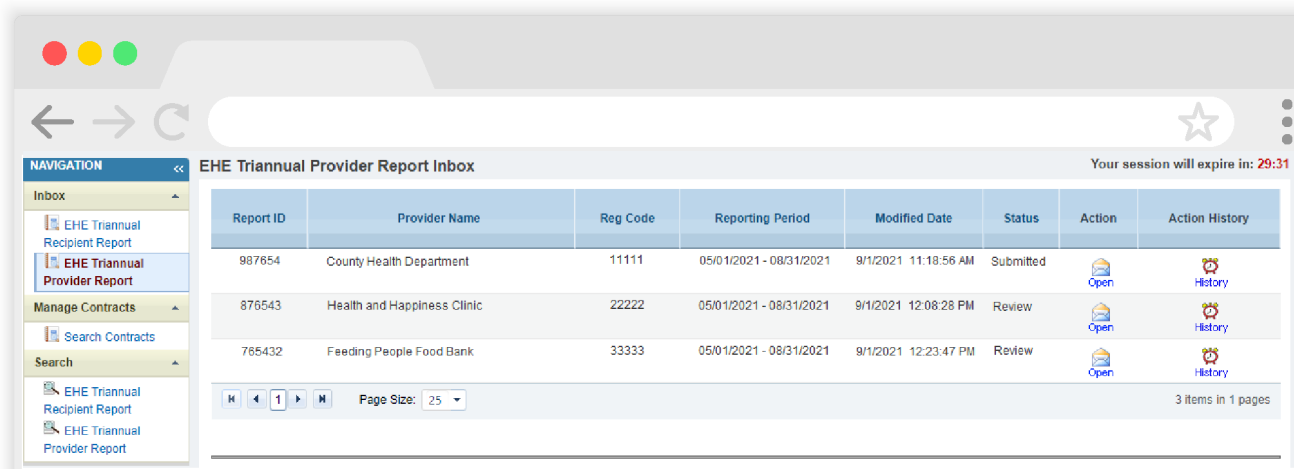 NAVIGATION «
EHE Triannual Provider Report Inbox
Your session will expire in: 29:31
Inbox
EHE Triannual
Recipient Report
EHE Triannual
Provider Report
Manage Contracts
Search Contracts
Search
EHE Triannual
Recipient Report
EHE Triannual
Provider Report
Report ID Provider Name Reg Code Reporting Period Modified Date Status Action Action History
987654 County Health Department 11111 05/01/2021 - 08/31/2021 9/1/2021 11:18:56 AM Submitted Open History
876543 Health and Happiness Clinic 22222 05/01/2021 - 08/31/2021 9/1/2021 12:08:28 PM Review Open History
765432 Feeding People Food Bank 33333 05/01/2021 - 08/31/2021 9/1/2021 12:23:47 PM Review Open History
1 Page Size: 25 3 items in 1 pages